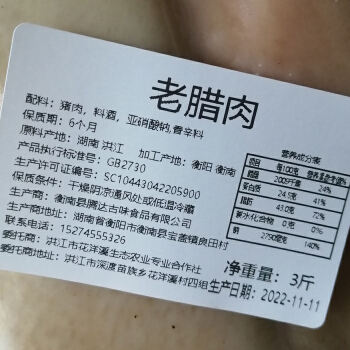 老腊肉
配料：猪肉，料酒，亚硝酸钠,香辛料
保质期：6个月
原料产地：湖南 洪江 加工产地：衡阳 衡南
产品执行标准号：GB2730
生产许可证编号：SC10443042205900
保质条件：干燥阴凉通风处或低温冷藏
生产商：衡南县腾达古味食品有限公司
生产地：湖南省衡阳市衡南县宝盖镇良田村
联系电话：15274555326
委托商：洪江市花洋溪生态农业专业合作社
委托商：洪江市深渡苗族乡花洋溪村四组
营养成分表
项目 每100克 营养素参考值%
能量 2005千焦 24%
蛋白质 24.5克 41%
脂肪 43.0克 72%
碳水化合物 0克 0%
钠 2790毫克 140%
净重量：3斤
生产日期：2022-11-11